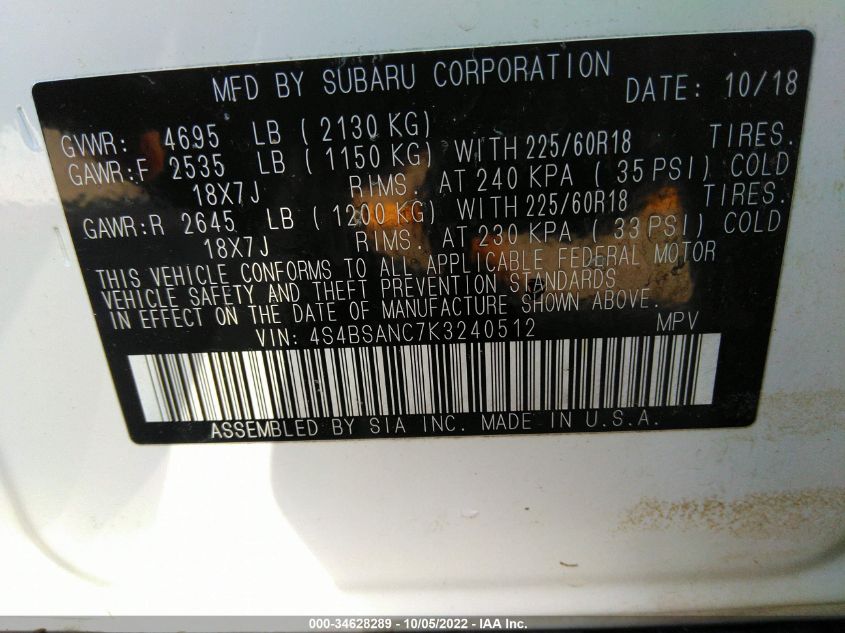 MFD BY SUBARU CORPORATION DATE: 10/18
GVWR: 4695 LB ( 2130 KG)
GAWR:F 2535 LB ( 1150 KG) WITH 225/60R18 TIRES.
18X7J RIMS. AT 240 KPA ( 35 PSI) COLD
GAWR:R 2645 LB ( 1200 KG) WITH 225/60R18 TIRES.
18X7J RIMS. AT 230 KPA ( 33 PSI) COLD
THIS VEHICLE CONFORMS TO ALL APPLICABLE FEDERAL MOTOR
VEHICLE SAFETY AND THEFT PREVENTION STANDARDS
IN EFFECT ON THE DATE OF MANUFACTURE SHOWN ABOVE.
VIN: 4S4BSANC7K3240512 MPV
ASSEMBLED BY SIA INC. MADE IN U.S.A.
000-34628289 - 10/05/2022 - IAA Inc.